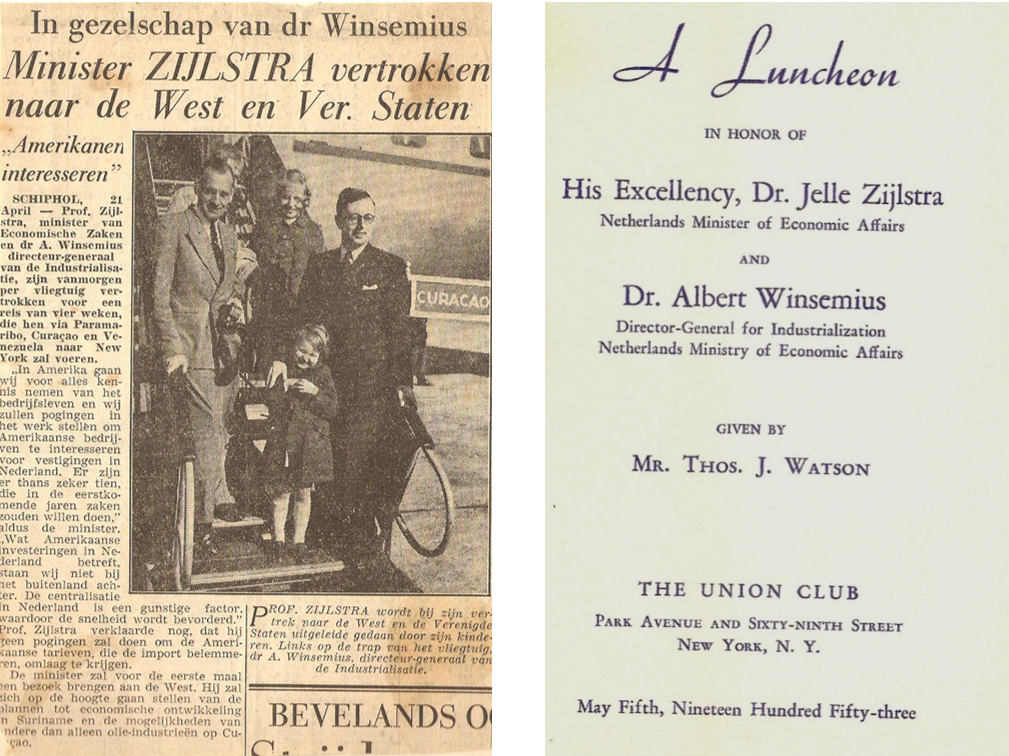 In gezelschap van dr Winsemius
Minister ZIJLSTRA vertrokken
naar de West en Ver. Staten
„Amerikanen
interesseren”
SCHIPHOL, 21
April — Prof. Zijl-
stra, minister van
Economische Zaken
en dr A. Winsemius
directeur-generaal
van de Industrialisa-
tie, zijn vanmorgen
per vliegtuig ver-
trokken voor een
reis van vier weken,
die hen via Parama-
ribo, Curaçao en Ve-
nezuela naar New
York zal voeren.
„In Amerika gaan
wij voor alles ken-
nis nemen van het
bedrijfsleven en wij
zullen pogingen in
het werk stellen om
Amerikaanse bedrij-
ven te interesseren
voor vestigingen in
Nederland. Er zijn
er thans zeker tien,
die in de eerstko-
mende jaren zaken
zouden willen doen,”
aldus de minister.
„Wat Amerikaanse
investeringen in Ne-
derland betreft,
staan wij niet bij
het buitenland ach-
ter. De centralisatie
in Nederland is een gunstige factor,
waardoor de snelheid wordt bevorderd.”
Prof. Zijlstra verklaarde nog, dat hij
geen pogingen zal doen om de Ameri-
kaanse tarieven, die de import belemme-
ren, omlaag te krijgen.
De minister zal voor de eerste maal
een bezoek brengen aan de West. Hij zal
zich op de hoogte gaan stellen van de
plannen tot economische ontwikkeling
in Suriname en de mogelijkheden van
andere dan alleen olie-industrieën op Cu-
raçao.
CURACAO
PROF. ZIJLSTRA wordt bij zijn ver-
trek naar de West en de Verenigde
Staten uitgeleide gedaan door zijn kinde-
ren. Links op de trap van het vliegtuig,
dr A. Winsemius, directeur-generaal van
de Industrialisatie.
BEVELANDS O
A Luncheon
IN HONOR OF
His Excellency, Dr. Jelle Zijlstra
Netherlands Minister of Economic Affairs
AND
Dr. Albert Winsemius
Director-General for Industrialization
Netherlands Ministry of Economic Affairs
GIVEN BY
MR. THOS. J. WATSON
THE UNION CLUB
PARK AVENUE AND SIXTY-NINTH STREET
NEW YORK, N. Y.
May Fifth, Nineteen Hundred Fifty-three